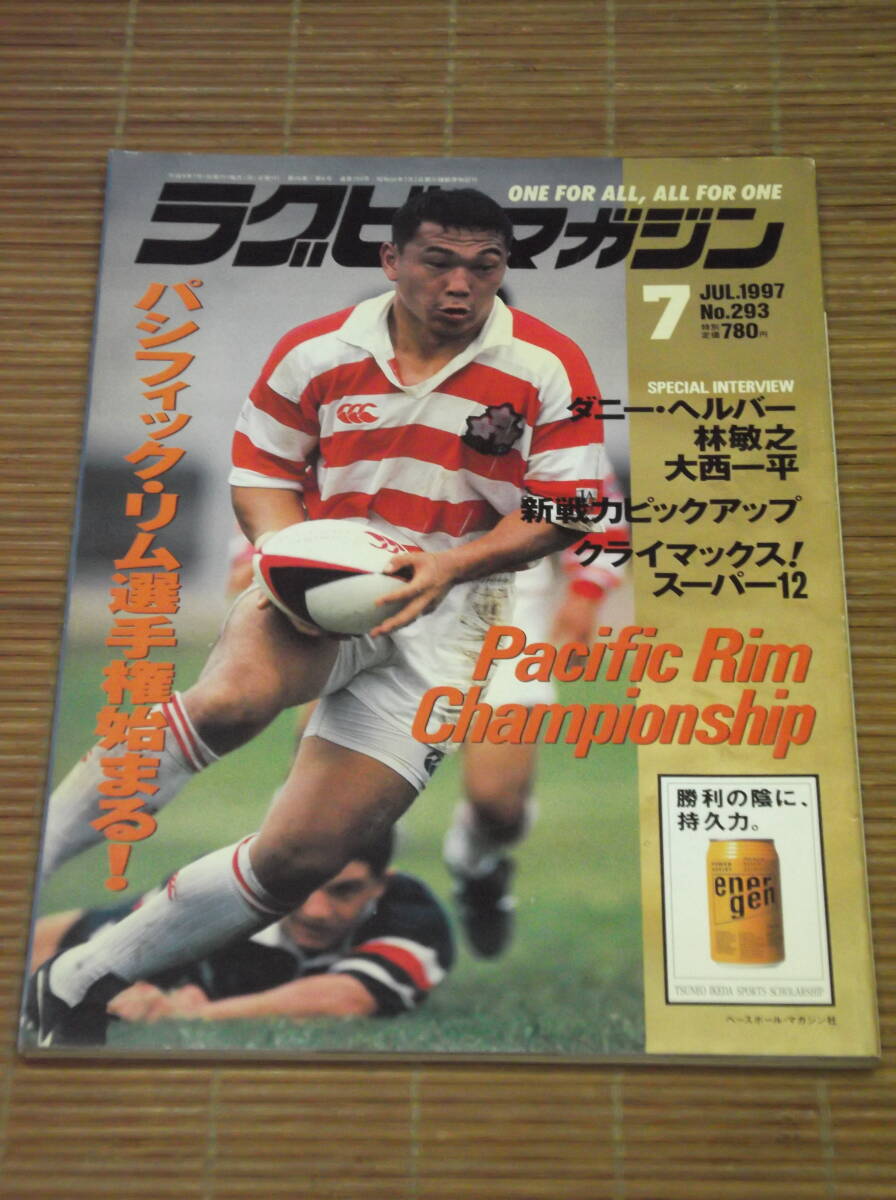 ONE FOR ALL, ALL FOR ONE
ラグビーマガジン
7
JUL.1997
No.293
特別
定価780円
パシフィック・リム選手権始まる!
SPECIAL INTERVIEW
ダニー・ヘルバー
林敏之
大西一平
新戦力ピックアップ
クライマックス!
スーパー12
Pacific Rim
Championship
勝利の陰に、
持久力。
ener
gen
TSUNEO IKEDA SPORTS SCHOLARSHIP
ベースボール・マガジン社